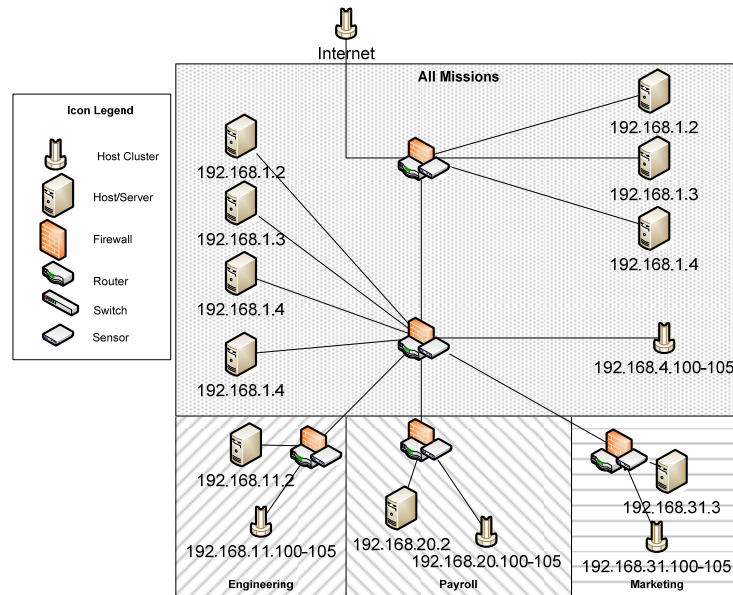 Internet
All Missions
Icon Legend
Host Cluster
Host/Server
Firewall
Router
Switch
Sensor
192.168.1.2
192.168.1.3
192.168.1.4
192.168.1.4
192.168.1.2
192.168.1.3
192.168.1.4
192.168.4.100-105
192.168.11.2
192.168.11.100-105
Engineering
192.168.20.2
192.168.20.100-105
Payroll
192.168.31.3
192.168.31.100-105
Marketing